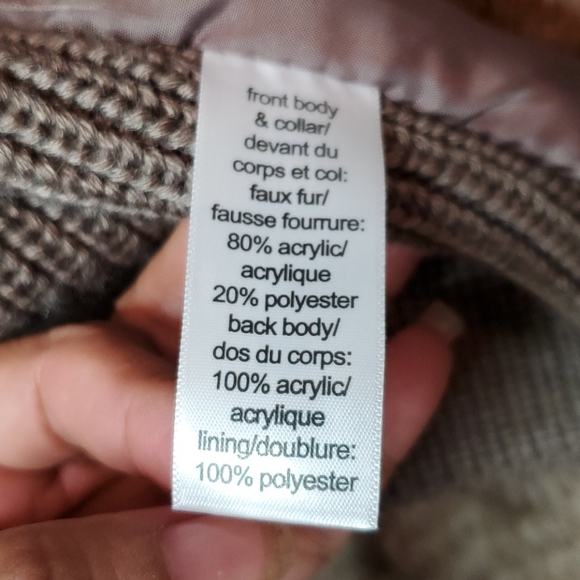 front body
& collar/
devant du
corps et col:
faux fur/
fausse fourrure:
80% acrylic/
acrylique
20% polyester
back body/
dos du corps:
100% acrylic/
acrylique
lining/doublure:
100% polyester